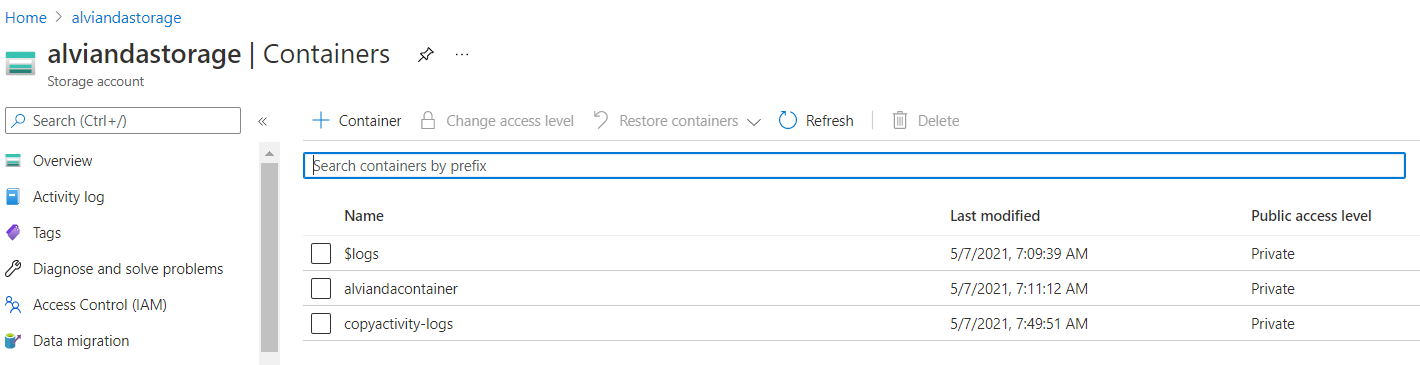 Home > alviandastorage
alviandastorage | Containers ...
Storage account
Search (Ctrl+/) «
+ Container Change access level Restore containers Refresh Delete
Search containers by prefix
Overview
Activity log
Tags
Diagnose and solve problems
Access Control (IAM)
Data migration
Name Last modified Public access level
$logs 5/7/2021, 7:09:39 AM Private
alviandacontainer 5/7/2021, 7:11:12 AM Private
copyactivity-logs 5/7/2021, 7:49:51 AM Private